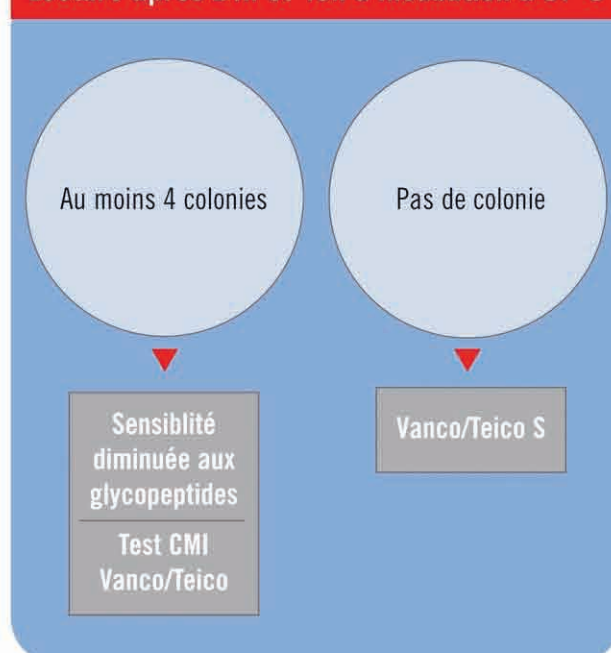 Au moins 4 colonies
Pas de colonie
Sensiblité
diminuée aux
glycopeptides
Test CMI
Vanco/Teico
Vanco/Teico S